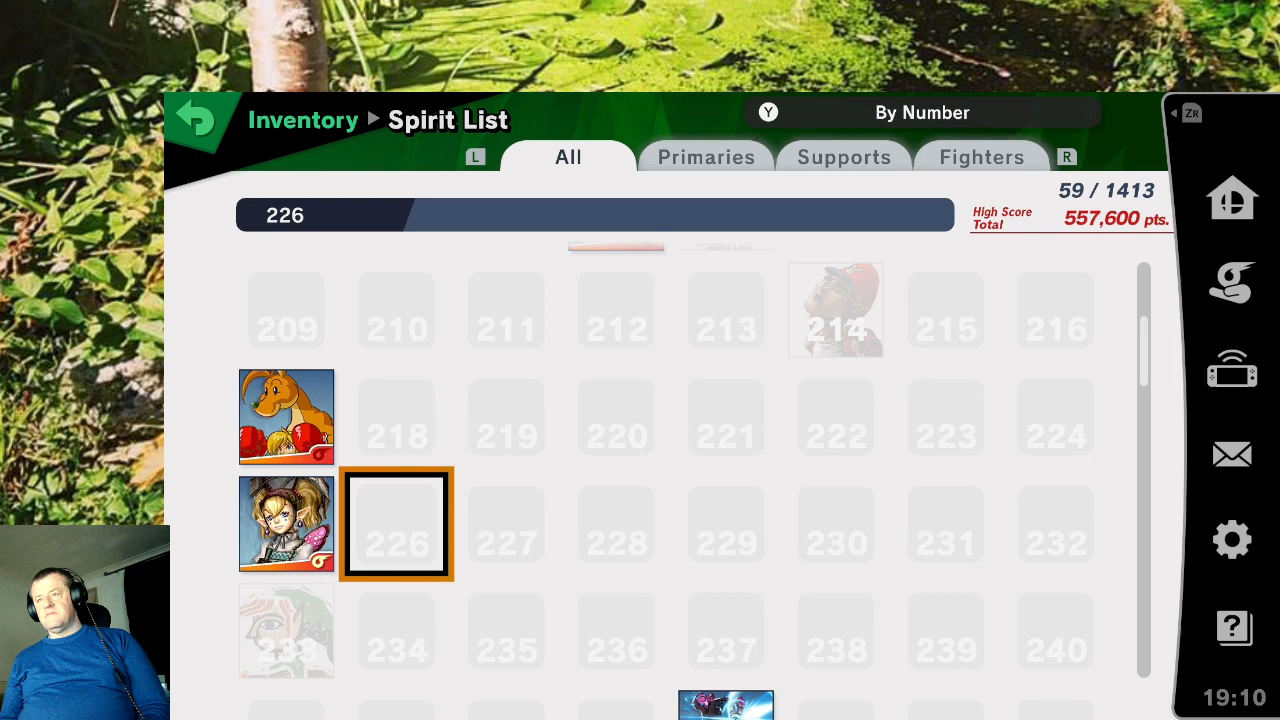 Inventory ▶ Spirit List
Y By Number
ZR
L All Primaries Supports Fighters R
59 / 1413
226
High Score Total 557,600 pts.
209 210 211 212 213 214 215 216
218 219 220 221 222 223 224
226 227 228 229 230 231 232
233 234 235 236 237 238 239 240
?
19:10